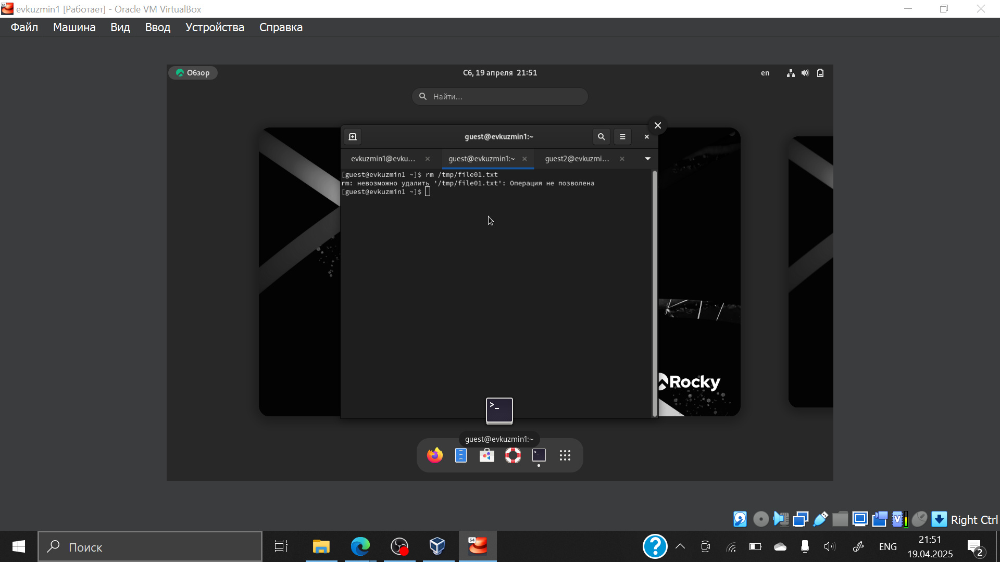 evkuzmin1 [Работает] - Oracle VM VirtualBox
Файл Машина Вид Ввод Устройства Справка
Обзор
Сб, 19 апреля 21:51
en
Найти...
guest@evkuzmin1:~
evkuzmin1@evku... guest@evkuzmin1:~ guest2@evkuzmi...
[guest@evkuzmin1 ~]$ rm /tmp/file01.txt
rm: невозможно удалить '/tmp/file01.txt': Операция не позволена
[guest@evkuzmin1 ~]$
Rocky
guest@evkuzmin1:~
Right Ctrl
Поиск
64
ENG
21:51
19.04.2025
2